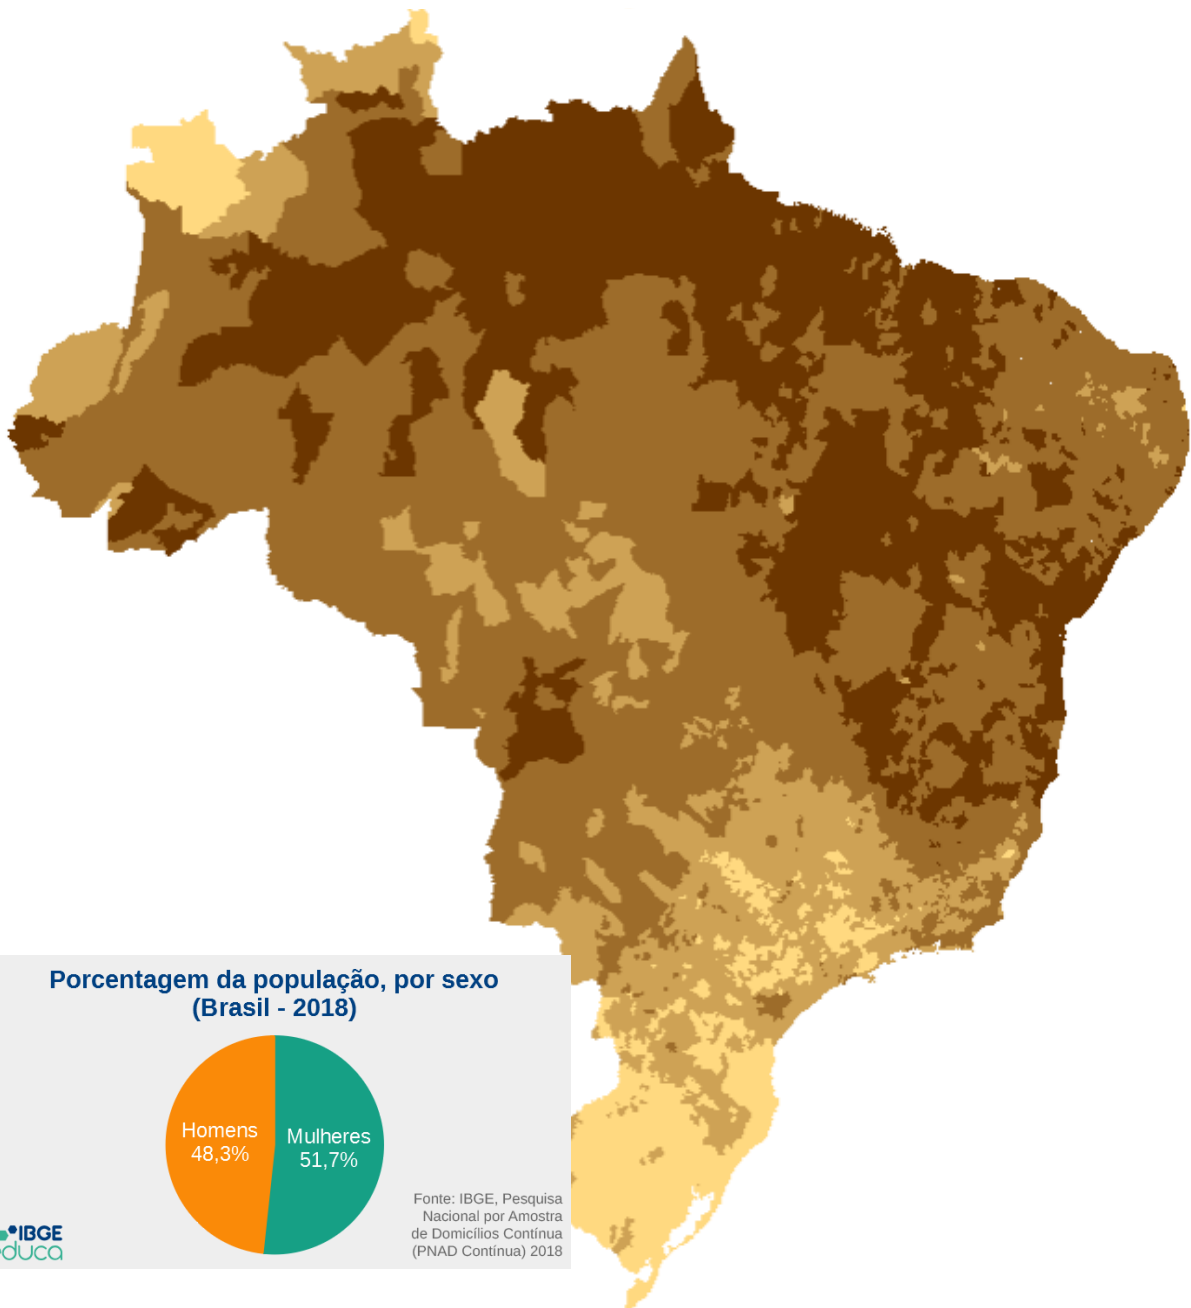 Porcentagem da população, por sexo
(Brasil - 2018)
Homens
48,3%
Mulheres
51,7%
Fonte: IBGE, Pesquisa
Nacional por Amostra
de Domicílios Contínua
(PNAD Contínua) 2018
IBGE
educa